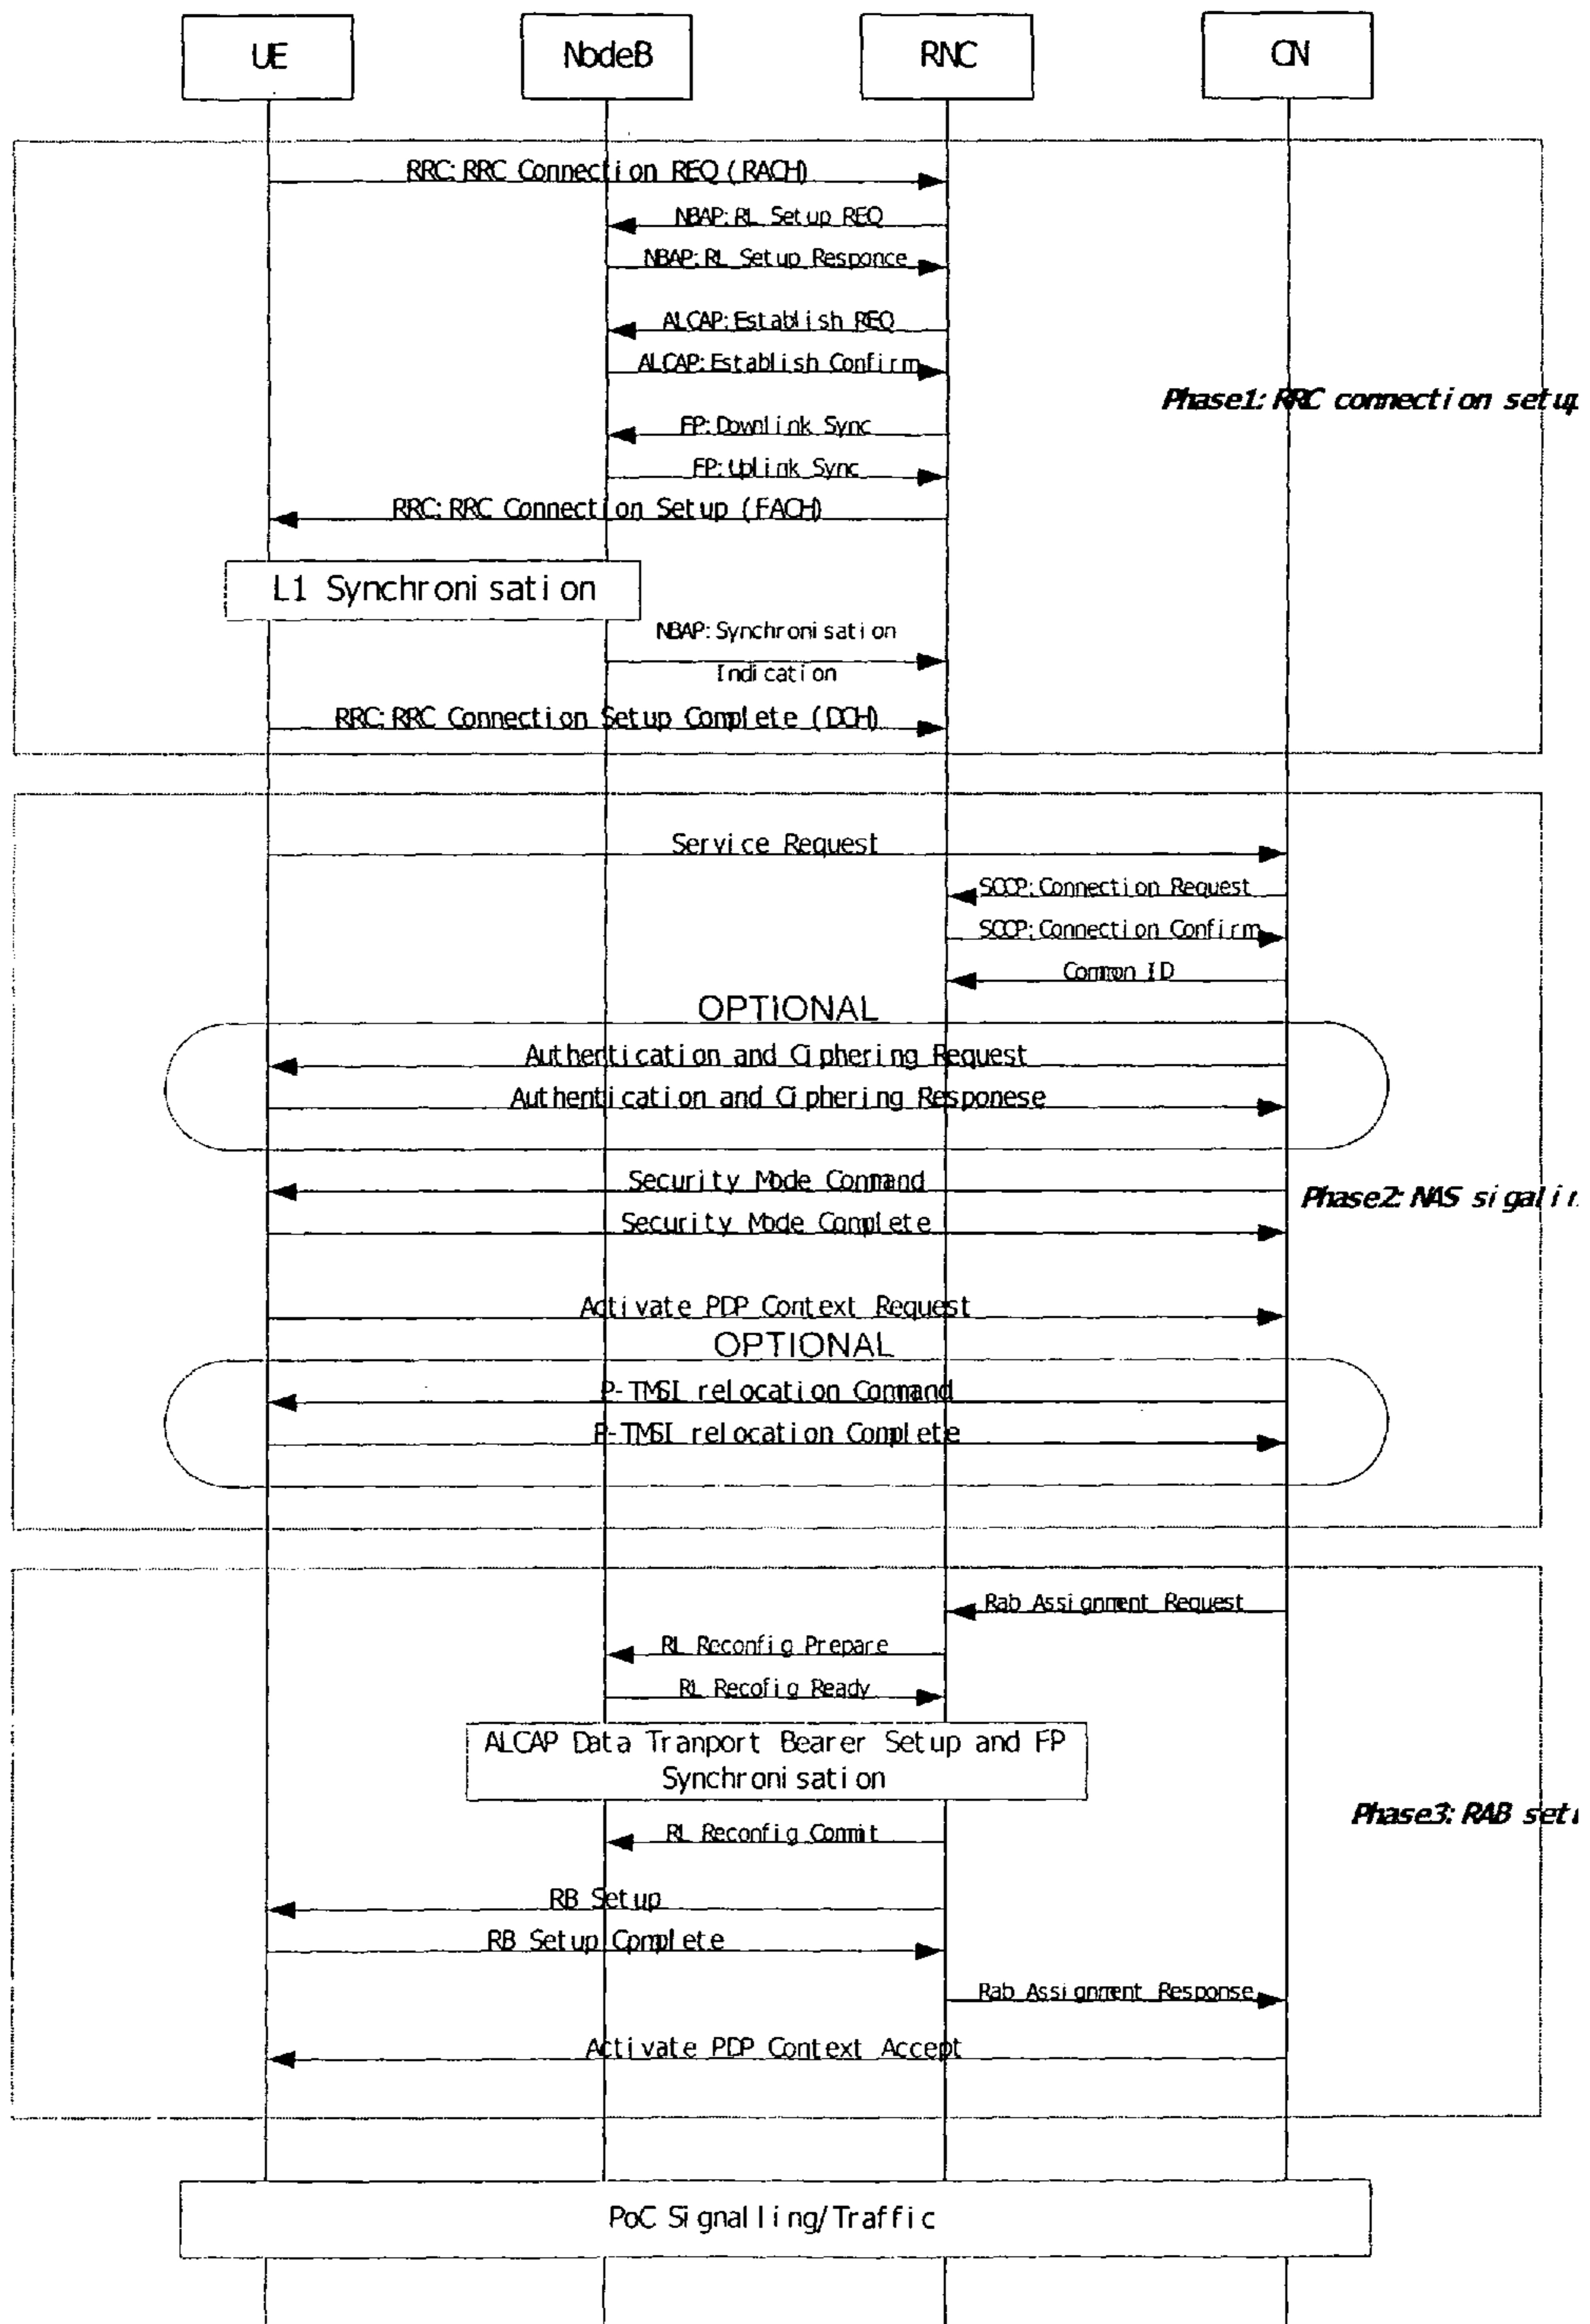 UE
NodeB
RNC
CN
RRC:RRC Connection REQ (RACH)
NBAP:RL Setup REQ
NBAP:RL Setup Responce
ALCAP:Establish REQ
ALCAP:Establish Confirm
Phase1:RRC connection setup
FP:Downlink Sync
FP:Uplink Sync
RRC:RRC Connection Setup (FACH)
L1 Synchronisation
NBAP:Synchronisation
Indication
RRC:RRC Connection Setup Complete (DCH)
Service Request
SCCP:Connection Request
SCCP:Connection Confirm
Common ID
OPTIONAL
Authentication and Ciphering Request
Authentication and Ciphering Responese
Security Mode Command
Phase2:NAS
Security Mode Complete
Activate PDP Context Request
OPTIONAL
P-TMSI relocation Command
P-TMSI relocation Complete
Rab Assignment Request
RL Reconfig Prepare
RL Recofig Ready
ALCAP Data Tranport Bearer Setup and FP
Synchronisation
Phase3:RAB
RL Reconfig Commit
RB Setup
RB Setup Complete
Rab Assignment Response
Activate PDP Context Accept
PoC Signalling/Traffic